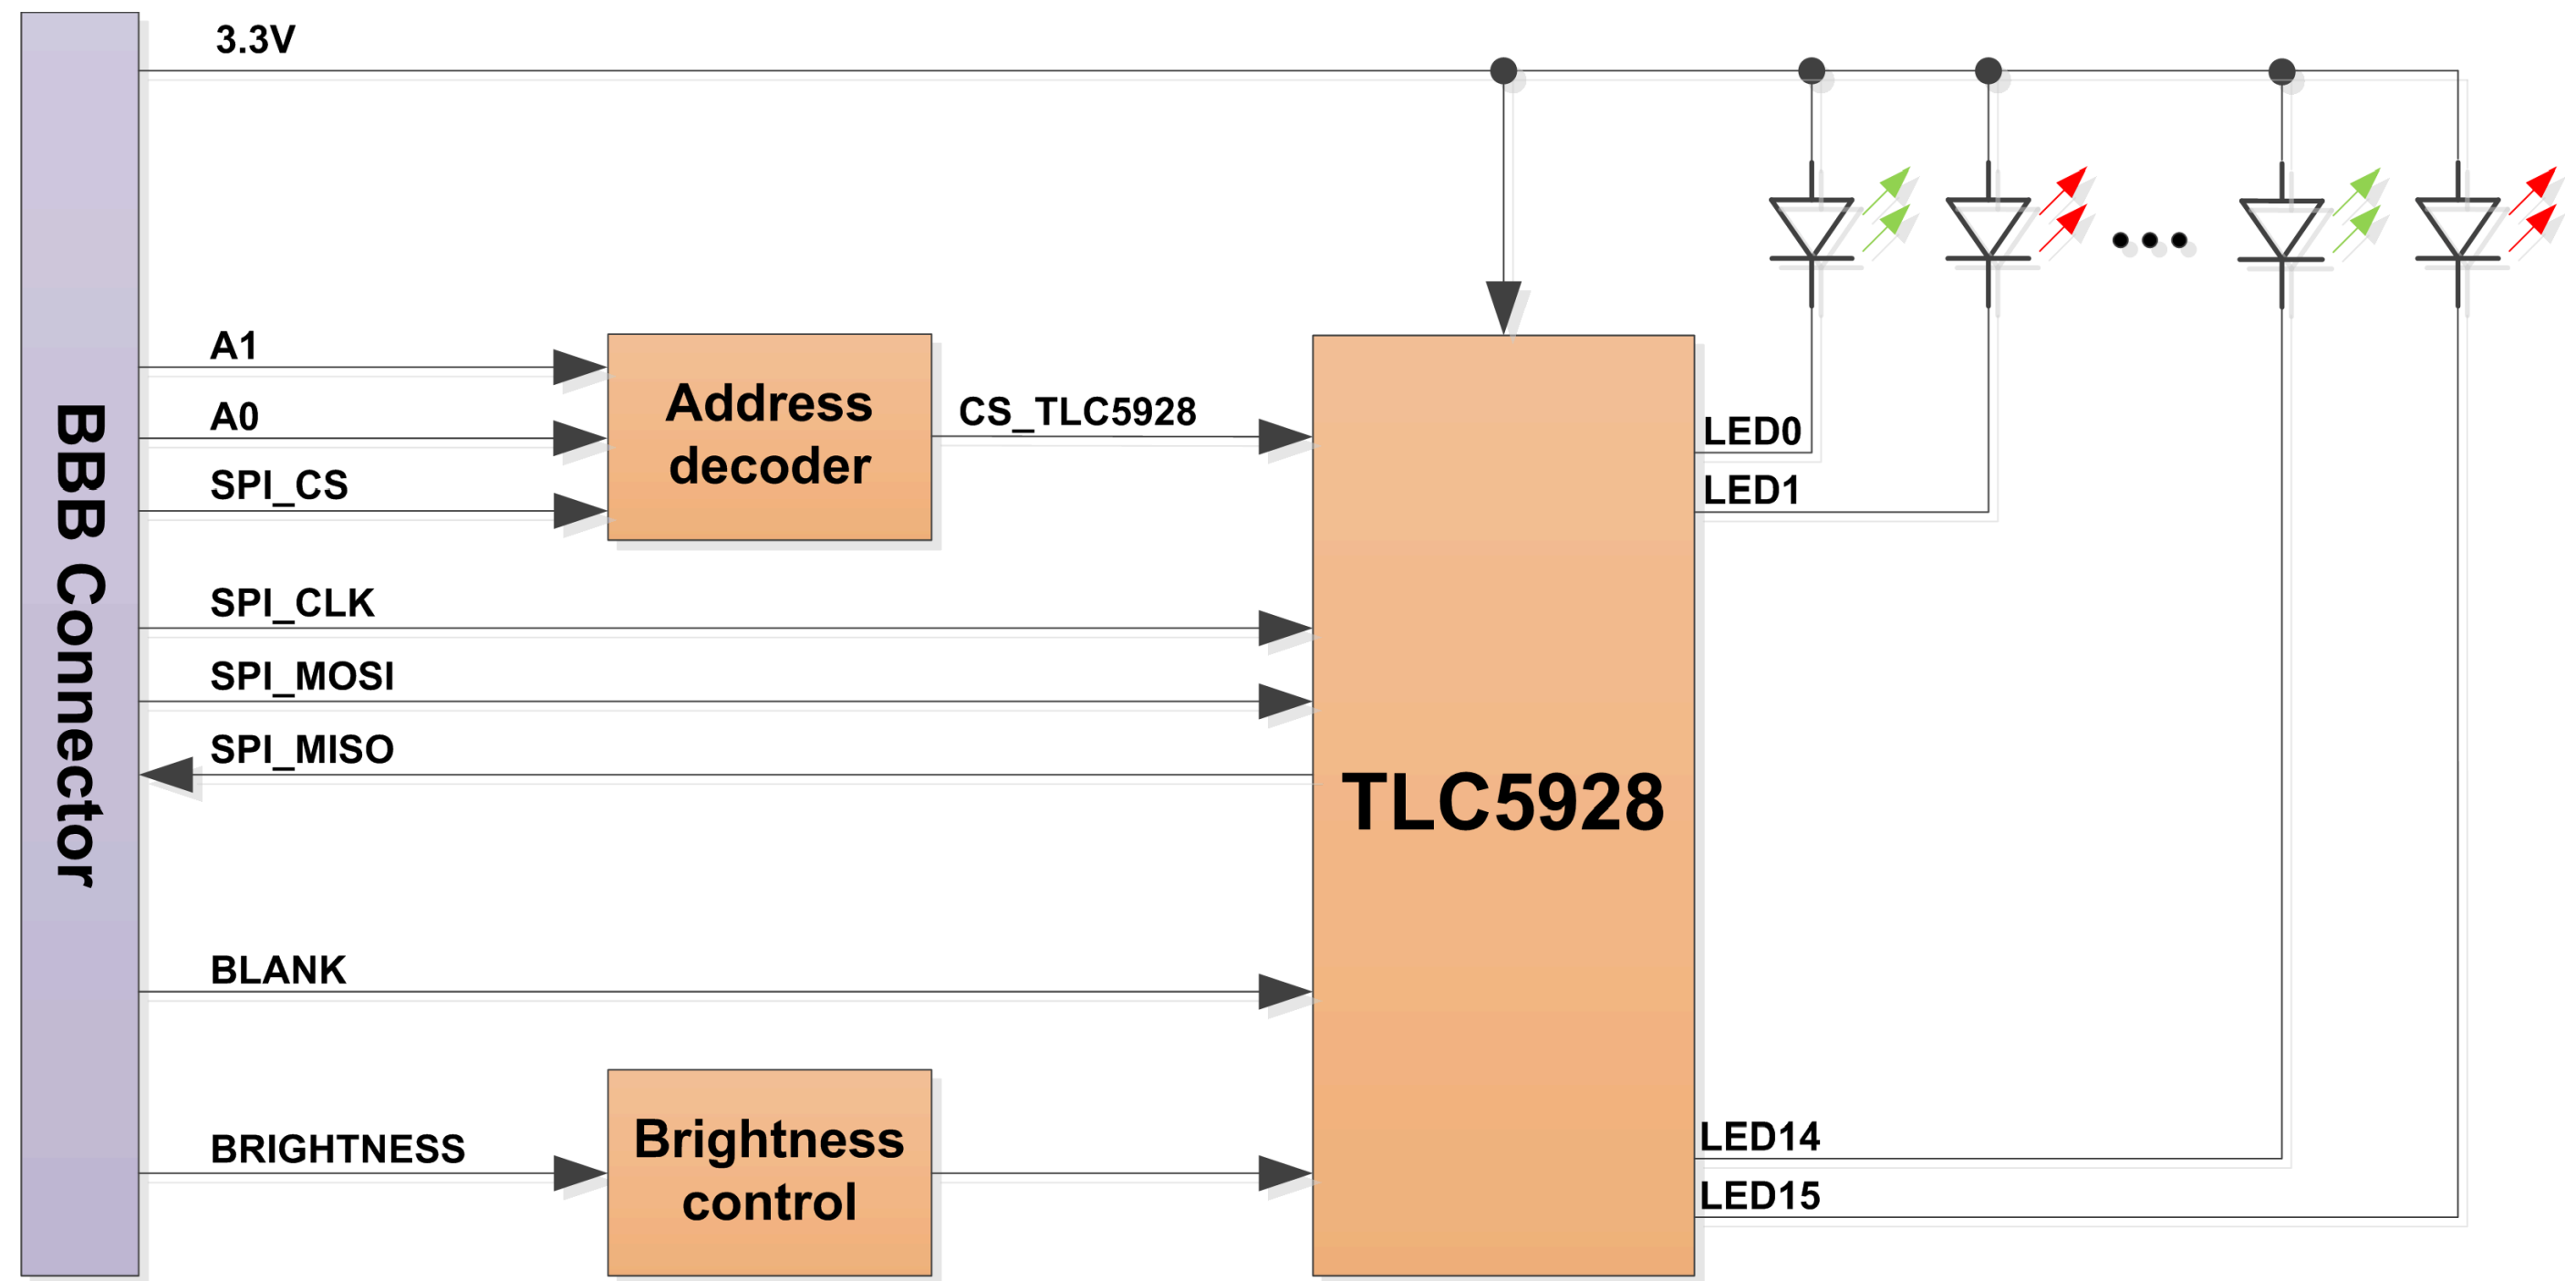 3.3V
BBB Connector
A1
A0
SPI_CS
Address
decoder
CS_TLC5928
SPI_CLK
SPI_MOSI
SPI_MISO
BLANK
BRIGHTNESS
Brightness
control
TLC5928
LED0
LED1
LED14
LED15